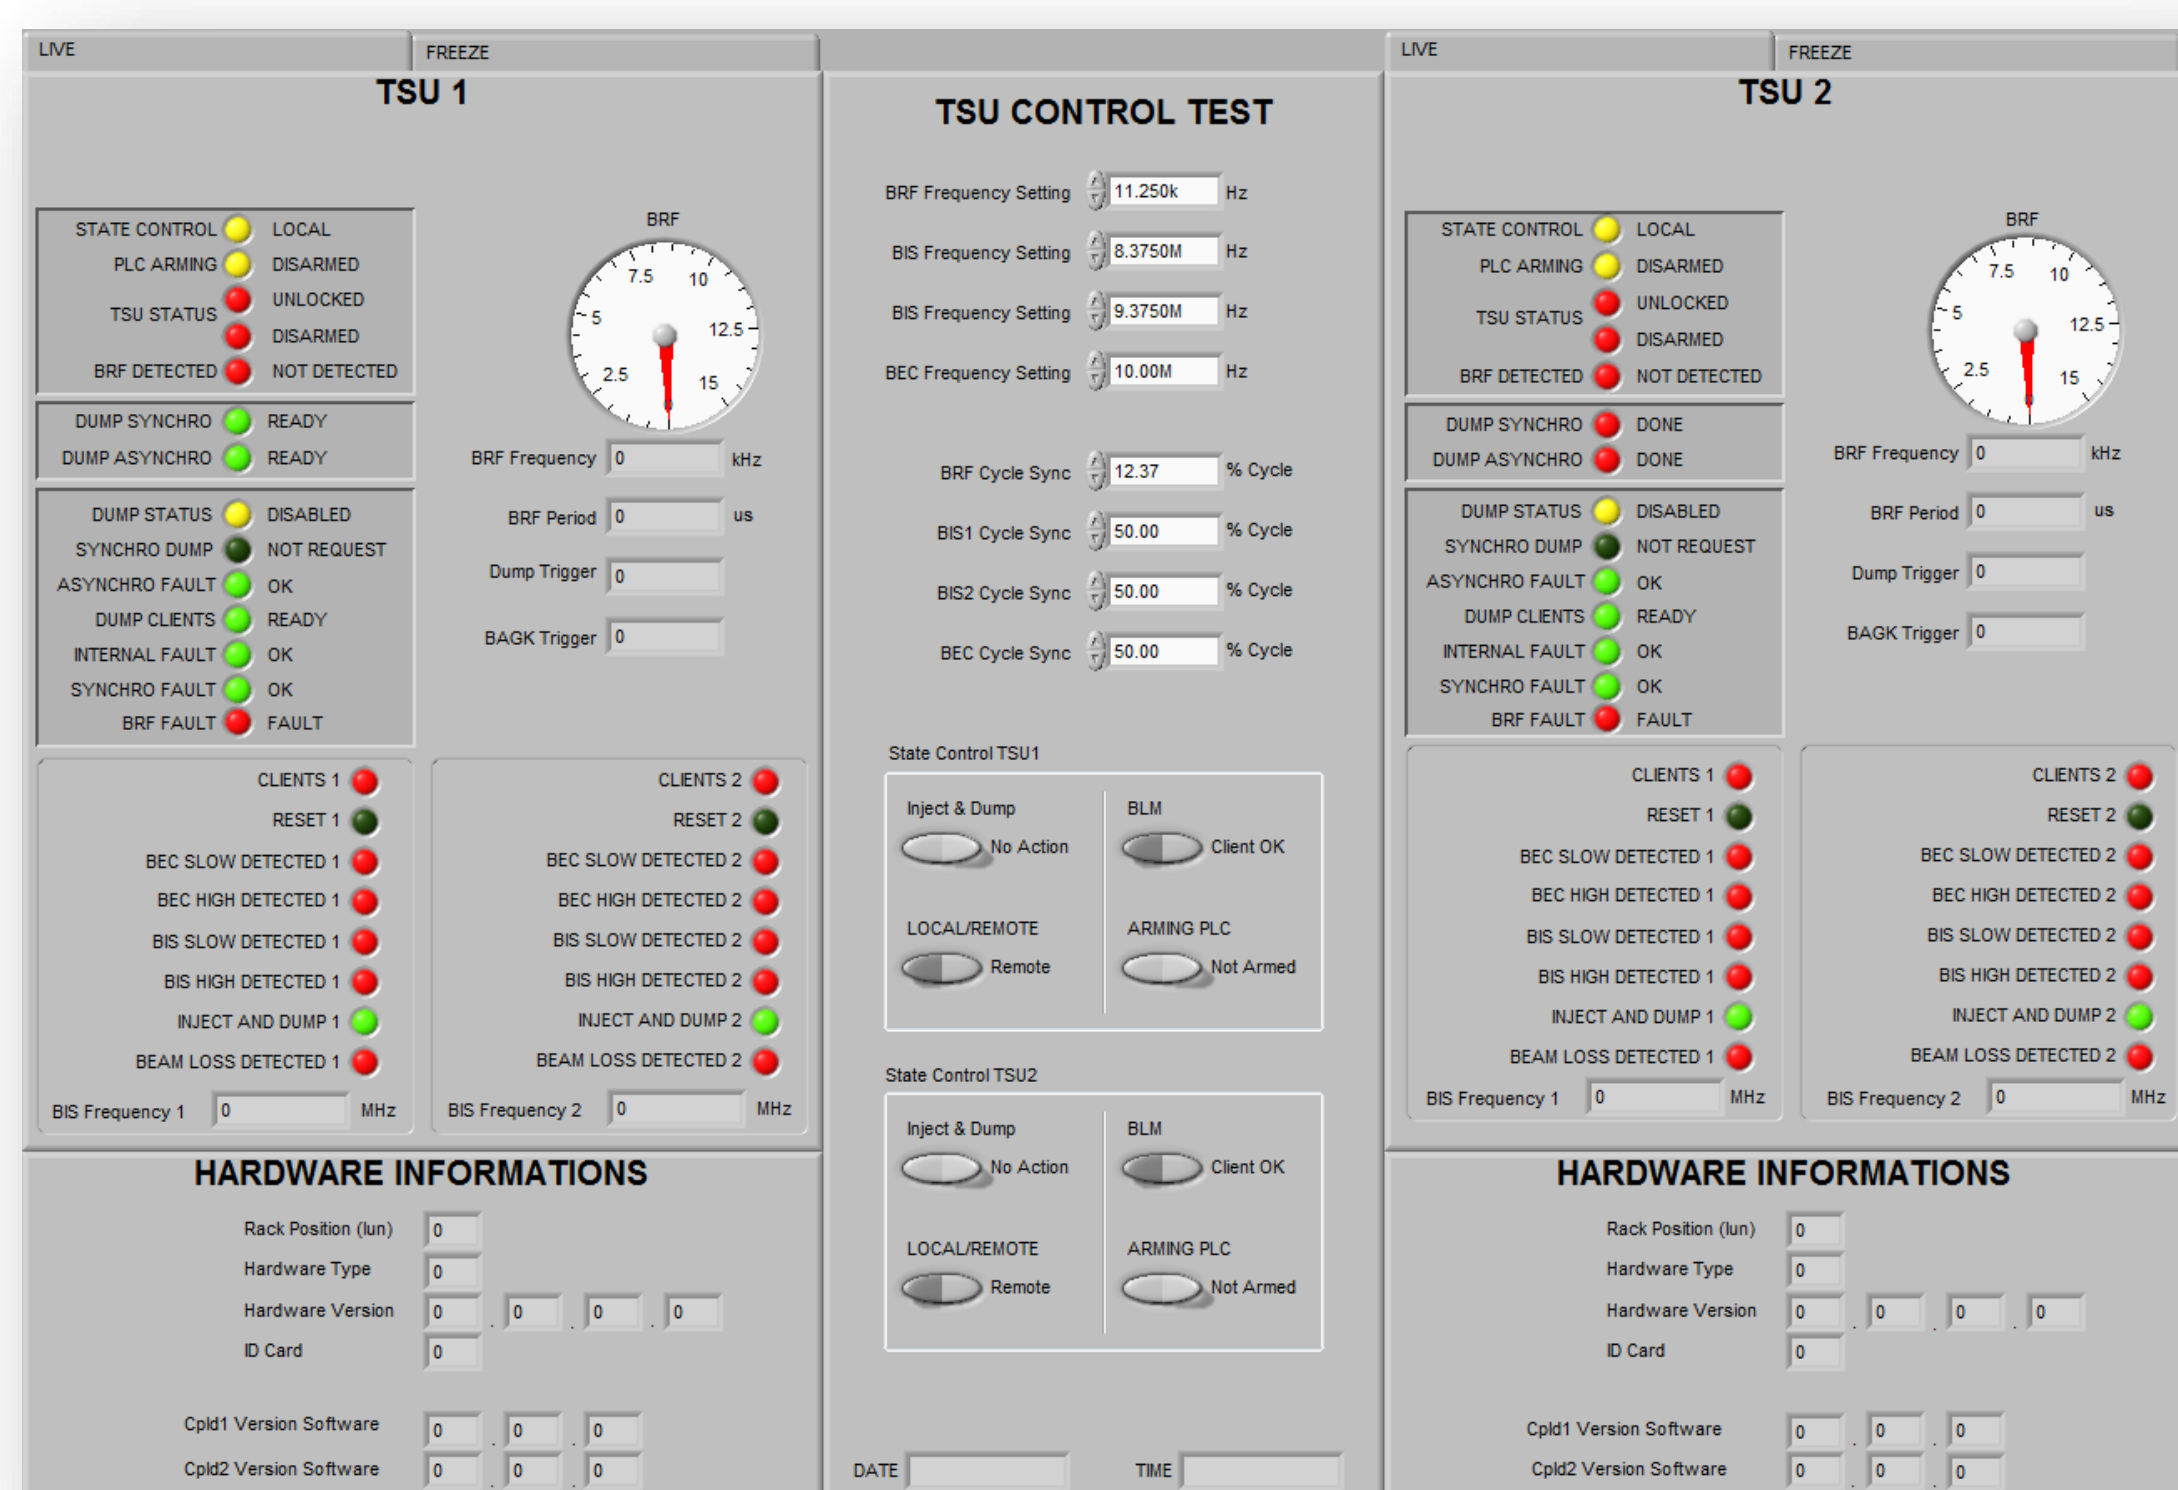 LIVE
FREEZE
TSU 1
STATE CONTROL LOCAL
PLC ARMING DISARMED
TSU STATUS UNLOCKED
DISARMED
BRF DETECTED NOT DETECTED
DUMP SYNCHRO READY
DUMP ASYNCHRO READY
DUMP STATUS DISABLED
SYNCHRO DUMP NOT REQUEST
ASYNCHRO FAULT OK
DUMP CLIENTS READY
INTERNAL FAULT OK
SYNCHRO FAULT OK
BRF FAULT FAULT
BRF
7.5 10
5 12.5
2.5 15
BRF Frequency 0 kHz
BRF Period 0 us
Dump Trigger 0
BAGK Trigger 0
CLIENTS 1
RESET 1
BEC SLOW DETECTED 1
BEC HIGH DETECTED 1
BIS SLOW DETECTED 1
BIS HIGH DETECTED 1
INJECT AND DUMP 1
BEAM LOSS DETECTED 1
BIS Frequency 1 0 MHz
CLIENTS 2
RESET 2
BEC SLOW DETECTED 2
BEC HIGH DETECTED 2
BIS SLOW DETECTED 2
BIS HIGH DETECTED 2
INJECT AND DUMP 2
BEAM LOSS DETECTED 2
BIS Frequency 2 0 MHz
HARDWARE INFORMATIONS
Rack Position (lun) 0
Hardware Type 0
Hardware Version 0 . 0 . 0 . 0
ID Card 0
Cpld1 Version Software 0 . 0 . 0
Cpld2 Version Software 0 . 0 . 0
TSU CONTROL TEST
BRF Frequency Setting 11.250k Hz
BIS Frequency Setting 8.3750M Hz
BIS Frequency Setting 9.3750M Hz
BEC Frequency Setting 10.00M Hz
BRF Cycle Sync 12.37 % Cycle
BIS1 Cycle Sync 50.00 % Cycle
BIS2 Cycle Sync 50.00 % Cycle
BEC Cycle Sync 50.00 % Cycle
State Control TSU1
Inject & Dump BLM
No Action Client OK
LOCAL/REMOTE ARMING PLC
Remote Not Armed
State Control TSU2
Inject & Dump BLM
No Action Client OK
LOCAL/REMOTE ARMING PLC
Remote Not Armed
DATE TIME
LIVE
FREEZE
TSU 2
STATE CONTROL LOCAL
PLC ARMING DISARMED
TSU STATUS UNLOCKED
DISARMED
BRF DETECTED NOT DETECTED
DUMP SYNCHRO DONE
DUMP ASYNCHRO DONE
DUMP STATUS DISABLED
SYNCHRO DUMP NOT REQUEST
ASYNCHRO FAULT OK
DUMP CLIENTS READY
INTERNAL FAULT OK
SYNCHRO FAULT OK
BRF FAULT FAULT
BRF
7.5 10
5 12.5
2.5 15
BRF Frequency 0 kHz
BRF Period 0 us
Dump Trigger 0
BAGK Trigger 0
CLIENTS 1
RESET 1
BEC SLOW DETECTED 1
BEC HIGH DETECTED 1
BIS SLOW DETECTED 1
BIS HIGH DETECTED 1
INJECT AND DUMP 1
BEAM LOSS DETECTED 1
BIS Frequency 1 0 MHz
CLIENTS 2
RESET 2
BEC SLOW DETECTED 2
BEC HIGH DETECTED 2
BIS SLOW DETECTED 2
BIS HIGH DETECTED 2
INJECT AND DUMP 2
BEAM LOSS DETECTED 2
BIS Frequency 2 0 MHz
HARDWARE INFORMATIONS
Rack Position (lun) 0
Hardware Type 0
Hardware Version 0 . 0 . 0 . 0
ID Card 0
Cpld1 Version Software 0 . 0 . 0
Cpld2 Version Software 0 . 0 . 0